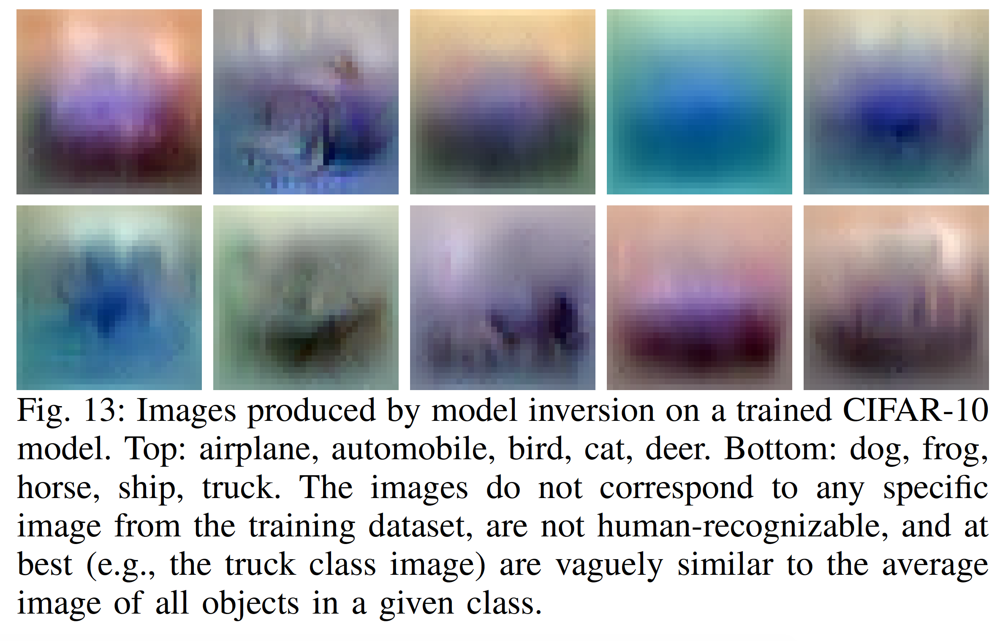 Fig. 13: Images produced by model inversion on a trained CIFAR-10
model. Top: airplane, automobile, bird, cat, deer. Bottom: dog, frog,
horse, ship, truck. The images do not correspond to any specific
image from the training dataset, are not human-recognizable, and at
best (e.g., the truck class image) are vaguely similar to the average
image of all objects in a given class.